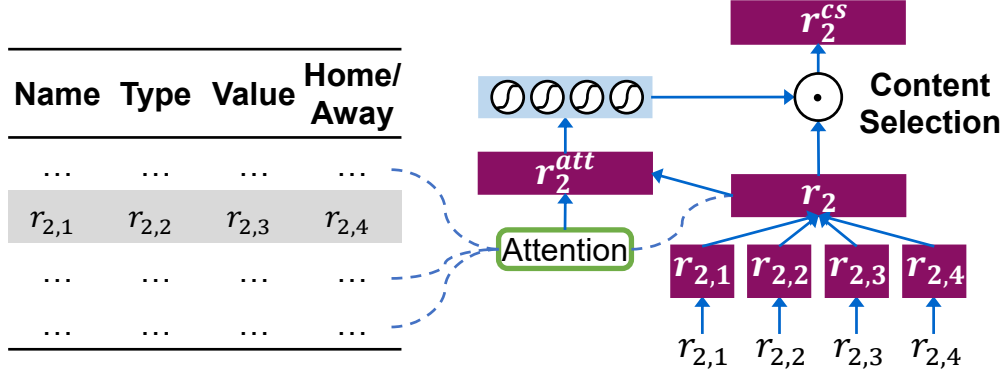 Name Type Value Home/
Away
... ... ... ...
r2,1 r2,2 r2,3 r2,4
... ... ... ...
... ... ... ...
r2cs
Content
Selection
r2att
r2
Attention
r2,1 r2,2 r2,3 r2,4
r2,1 r2,2 r2,3 r2,4